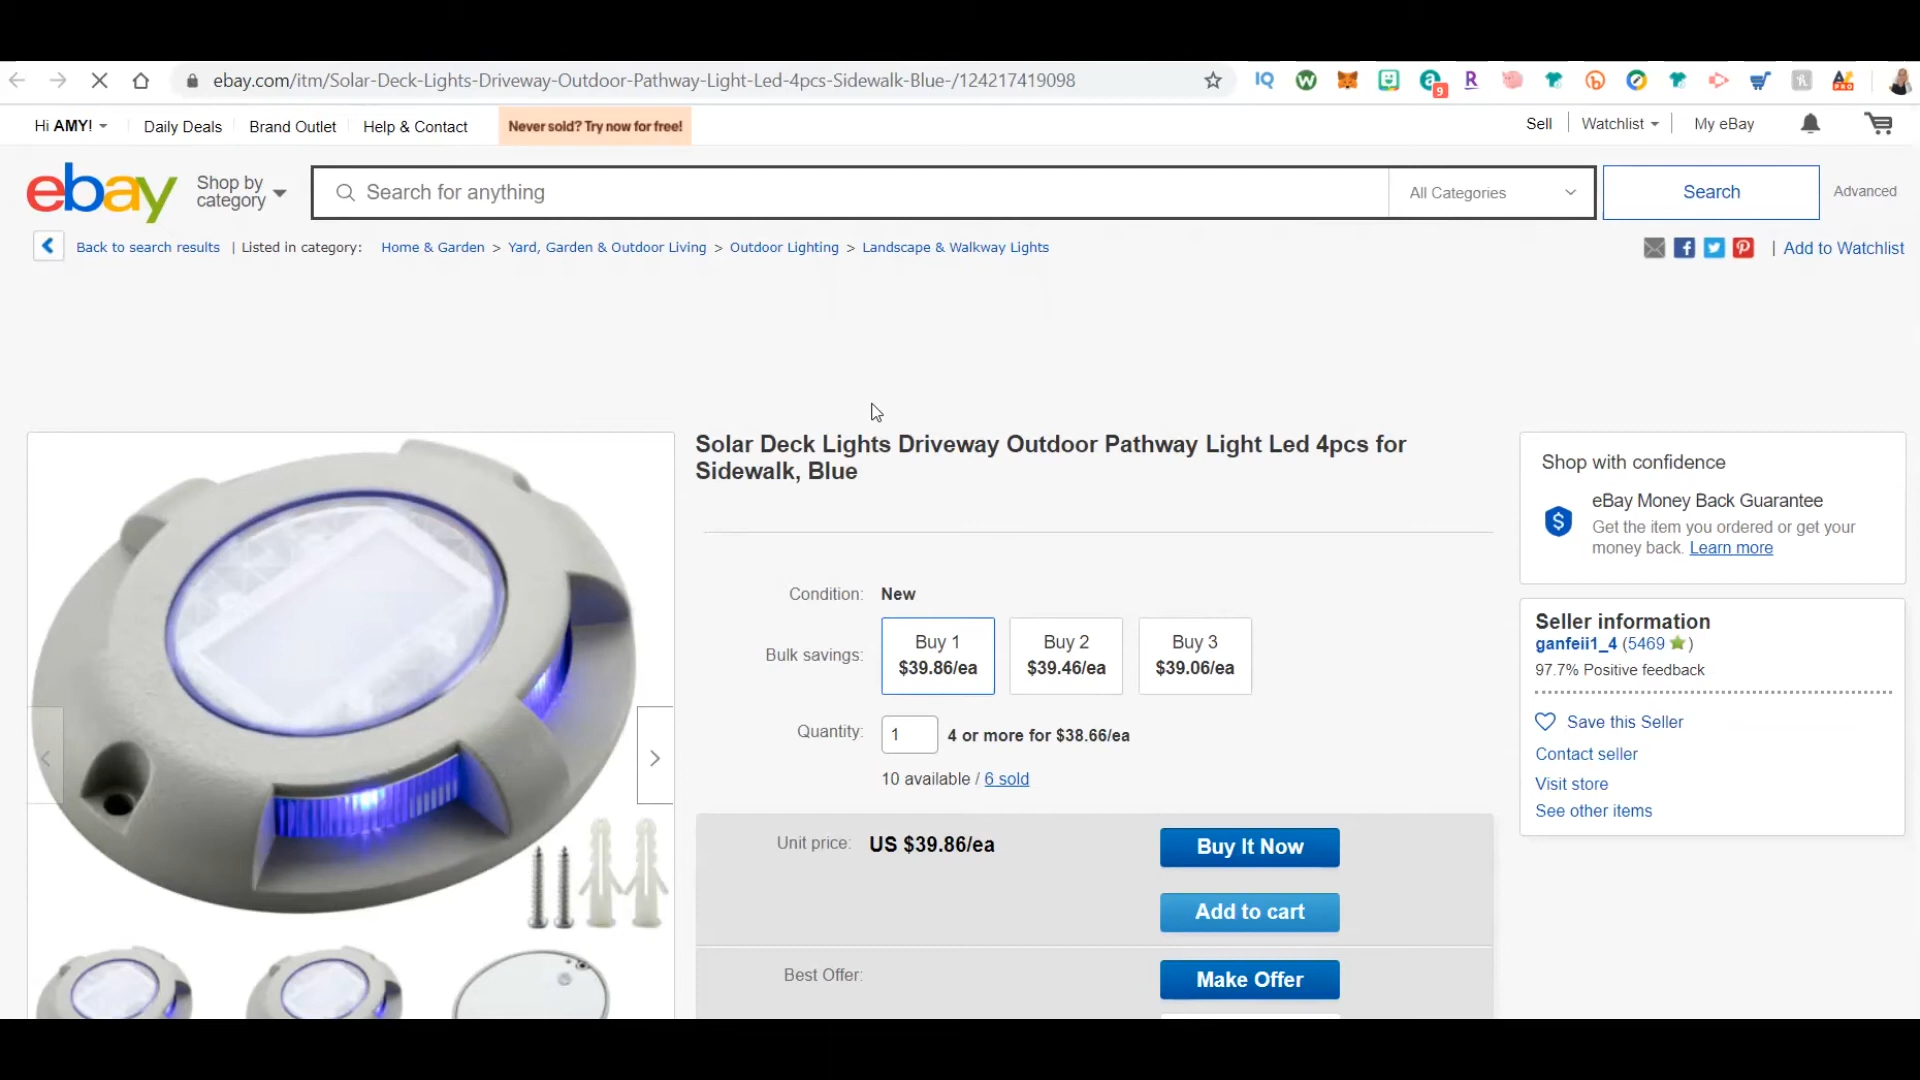 ebay.com/itm/Solar-Deck-Lights-Driveway-Outdoor-Pathway-Light-Led-4pcs-Sidewalk-Blue-/124217419098
IQ W R 9 PRO
Hi AMY! Daily Deals Brand Outlet Help & Contact Never sold? Try now for free! Sell Watchlist My eBay
ebay Shop by category Search for anything All Categories Search Advanced
Back to search results | Listed in category: Home & Garden > Yard, Garden & Outdoor Living > Outdoor Lighting > Landscape & Walkway Lights | Add to Watchlist
Solar Deck Lights Driveway Outdoor Pathway Light Led 4pcs for
Sidewalk, Blue
Condition: New
Bulk savings:
Buy 1
$39.86/ea
Buy 2
$39.46/ea
Buy 3
$39.06/ea
Quantity: 1 4 or more for $38.66/ea
10 available / 6 sold
Unit price: US $39.86/ea
Buy It Now
Add to cart
Best Offer:
Make Offer
Shop with confidence
eBay Money Back Guarantee
Get the item you ordered or get your
money back. Learn more
Seller information
ganfeii1_4 (5469 )
97.7% Positive feedback
Save this Seller
Contact seller
Visit store
See other items